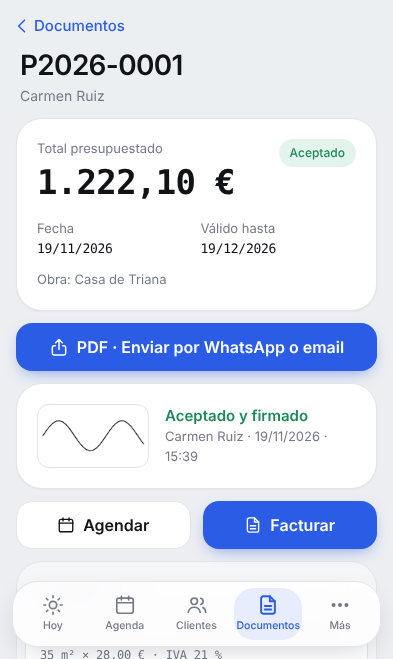 Documentos
P2026-0001
Carmen Ruiz
Total presupuestado
Aceptado
1.222,10 €
Fecha
Válido hasta
19/11/2026
19/12/2026
Obra: Casa de Triana
PDF · Enviar por WhatsApp o email
Aceptado y firmado
Carmen Ruiz · 19/11/2026 ·
15:39
Agendar
Facturar
Hoy
Agenda
Clientes
Documentos
Más
35 m² × 28,00 € · IVA 21 %